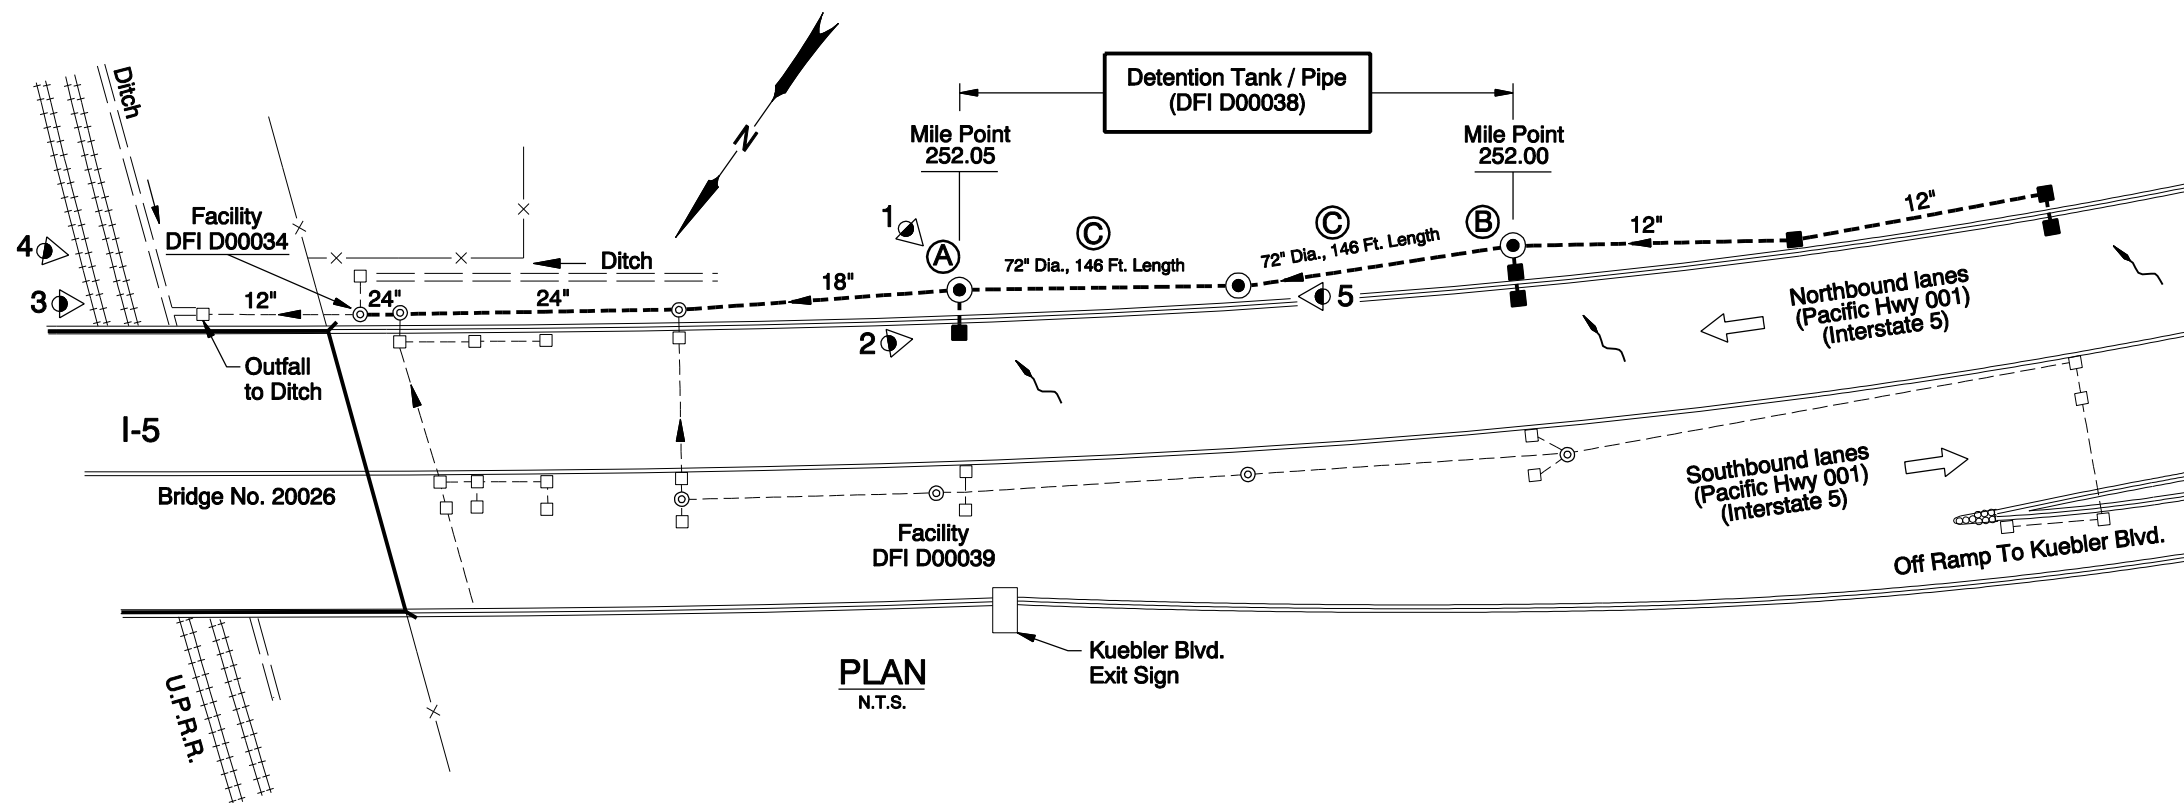 Detention Tank / Pipe
(DFI D00038)
Mile Point
252.05
Mile Point
252.00
N
Ditch
Facility
DFI D00034
Ditch
1
A
C
C
B
72" Dia., 146 Ft. Length
72" Dia., 146 Ft. Length
12"
12"
4
3
12"
24"
24"
18"
2
5
Outfall
to Ditch
Northbound lanes
(Pacific Hwy 001)
(Interstate 5)
I-5
Bridge No. 20026
Southbound lanes
(Pacific Hwy 001)
(Interstate 5)
Facility
DFI D00039
Off Ramp To Kuebler Blvd.
Kuebler Blvd.
Exit Sign
PLAN
N.T.S.
U.P.R.R.